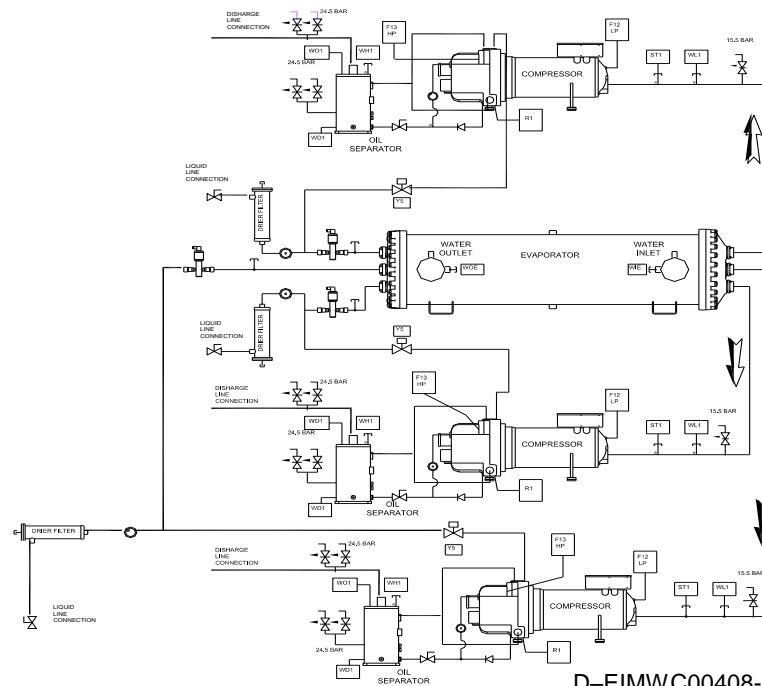 DISHARGE
LINE
CONNECTION
24,5 BAR
WO1
WH1
24,5 BAR
WD1
OIL
SEPARATOR
F13
HP
F12
LP
COMPRESSOR
R1
ST1
WL1
15,5 BAR
LIQUID
LINE
CONNECTION
DRIER FILTER
Y5
WATER
OUTLET
WOE
EVAPORATOR
WATER
INLET
WIE
LIQUID
LINE
CONNECTION
DRIER FILTER
Y5
DISHARGE
LINE
CONNECTION
24,5 BAR
WO1
WH1
24,5 BAR
WD1
OIL
SEPARATOR
F13
HP
F12
LP
COMPRESSOR
R1
ST1
WL1
15,5 BAR
DRIER FILTER
LIQUID
LINE
CONNECTION
Y5
DISHARGE
LINE
CONNECTION
24,5 BAR
WO1
WH1
24,5 BAR
WD1
OIL
SEPARATOR
F13
HP
F12
LP
COMPRESSOR
R1
ST1
WL1
15,5 BAR
D–EIMWC00408-